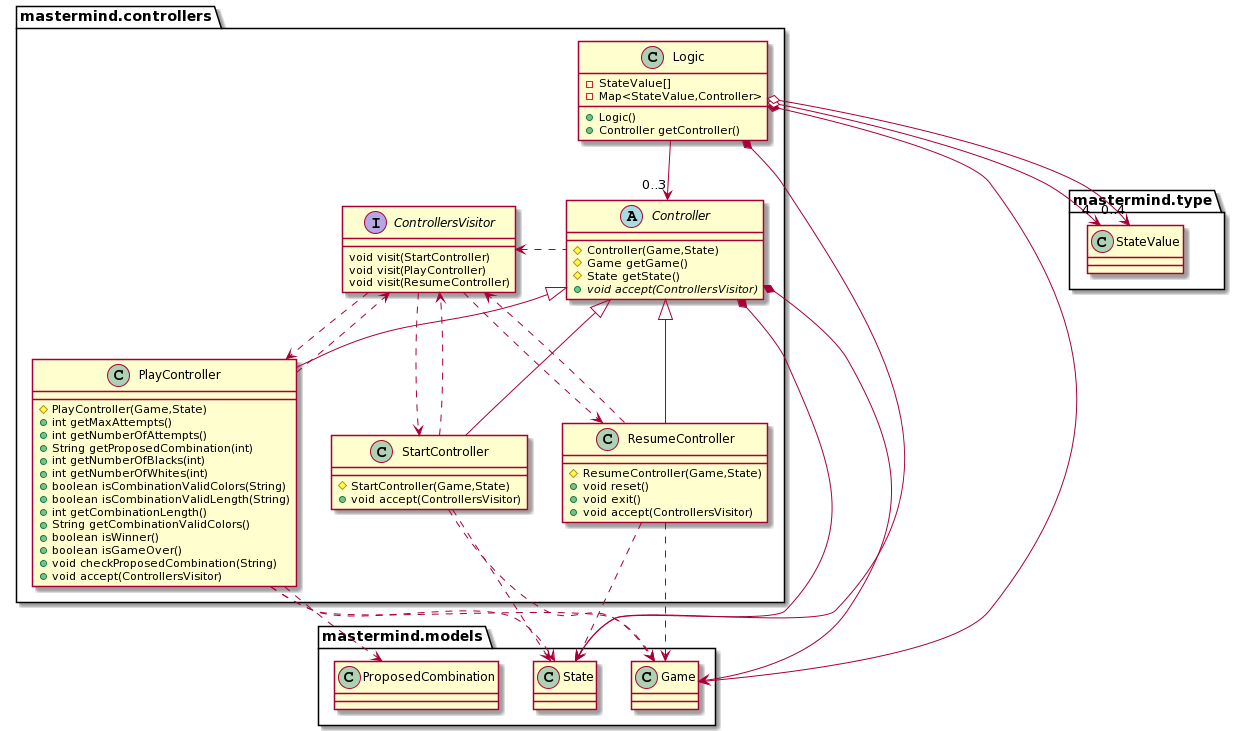 mastermind.controllers
C Logic
StateValue[]
Map<StateValue,Controller>
Logic()
Controller getController()
0..3
mastermind.type
4 0..4
C StateValue
I ControllersVisitor
void visit(StartController)
void visit(PlayController)
void visit(ResumeController)
A Controller
Controller(Game,State)
Game getGame()
State getState()
void accept(ControllersVisitor)
C PlayController
PlayController(Game,State)
int getMaxAttempts()
int getNumberOfAttempts()
String getProposedCombination(int)
int getNumberOfBlacks(int)
int getNumberOfWhites(int)
boolean isCombinationValidColors(String)
boolean isCombinationValidLength(String)
int getCombinationLength()
String getCombinationValidColors()
boolean isWinner()
boolean isGameOver()
void checkProposedCombination(String)
void accept(ControllersVisitor)
C StartController
StartController(Game,State)
void accept(ControllersVisitor)
C ResumeController
ResumeController(Game,State)
void reset()
void exit()
void accept(ControllersVisitor)
mastermind.models
C ProposedCombination
C State
C Game